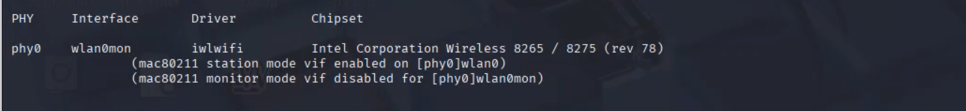 PHY Interface Driver Chipset
phy0 wlan0mon iwlwifi Intel Corporation Wireless 8265 / 8275 (rev 78)
(mac80211 station mode vif enabled on [phy0]wlan0)
(mac80211 monitor mode vif disabled for [phy0]wlan0mon)